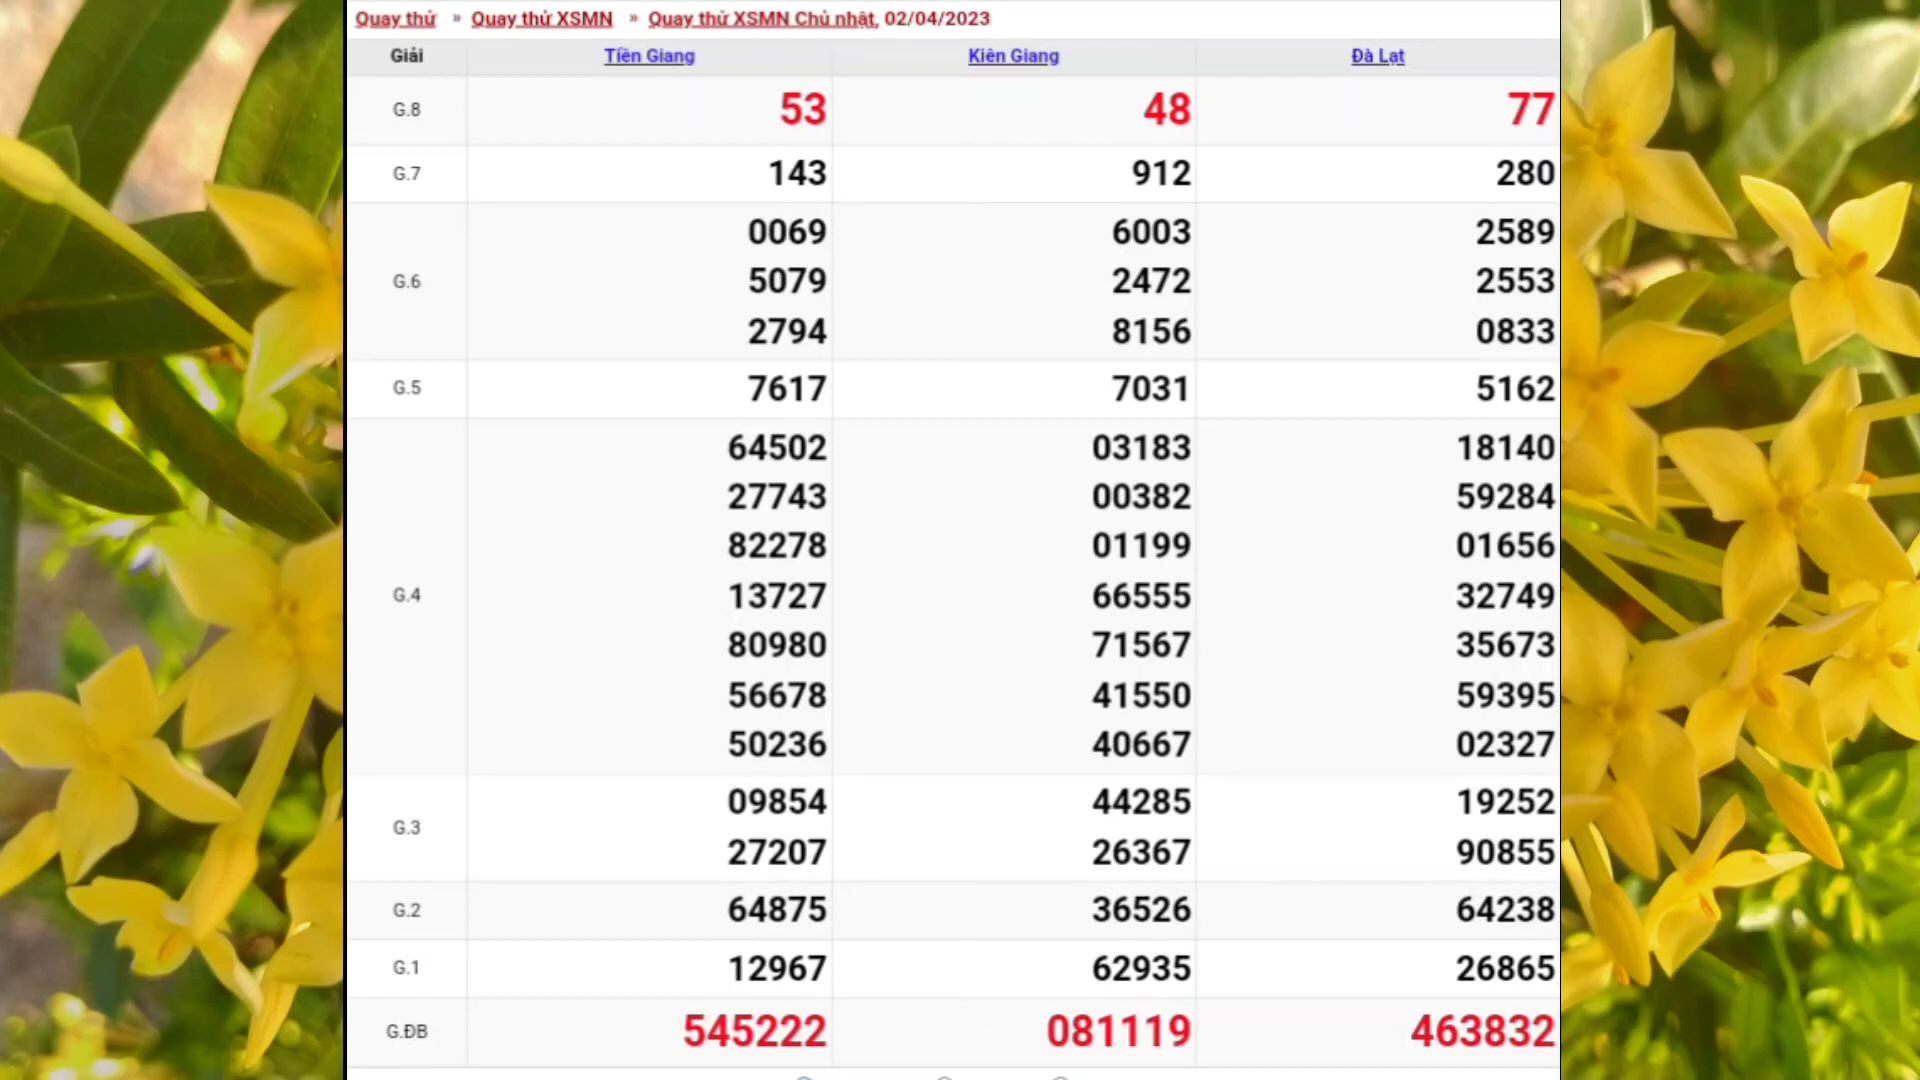 Quay thử » Quay thử XSMN » Quay thử XSMN Chủ nhật, 02/04/2023
Giải Tiền Giang Kiên Giang Đà Lạt
G.8 53 48 77
G.7 143 912 280
0069 6003 2589
G.6 5079 2472 2553
2794 8156 0833
G.5 7617 7031 5162
64502 03183 18140
27743 00382 59284
82278 01199 01656
G.4 13727 66555 32749
80980 71567 35673
56678 41550 59395
50236 40667 02327
G.3 09854 44285 19252
27207 26367 90855
G.2 64875 36526 64238
G.1 12967 62935 26865
G.ĐB 545222 081119 463832